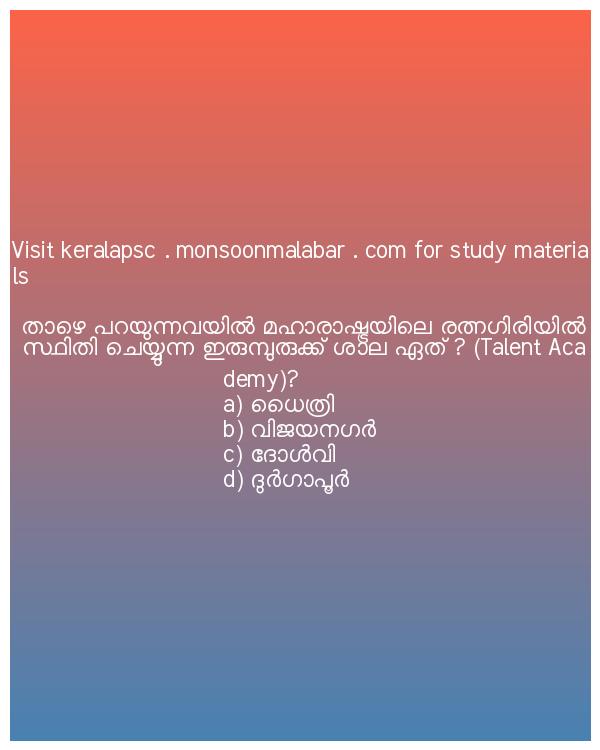 Visit keralapsc . monsoonmalabar . com for study materia
ls
താഴെ പറയുന്നവയിൽ മഹാരാഷ്ട്രയിലെ രത്നഗിരിയിൽ
സ്ഥിതി ചെയ്യുന്ന ഇരുമ്പുരുക്ക് ശാല ഏത് ? (Talent Aca
demy)?
a) ധൈത്രി
b) വിജയനഗർ
c) ദോൾവി
d) ദുർഗാപൂർ